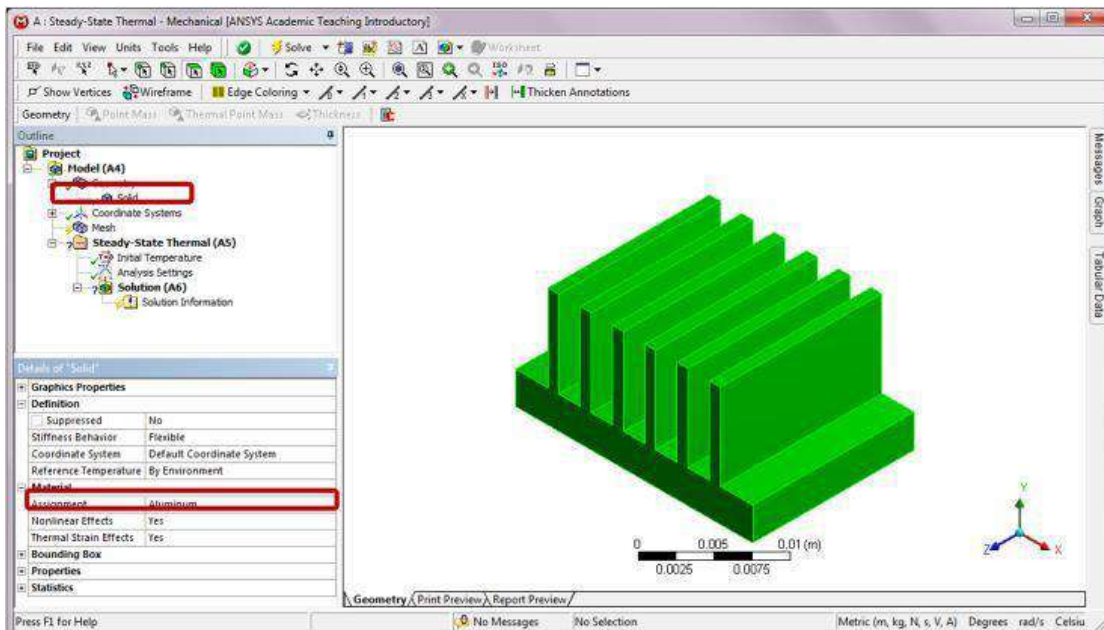 A : Steady-State Thermal - Mechanical [ANSYS Academic Teaching Introductory]
File Edit View Units Tools Help Solve Worksheet
Show Vertices Wireframe Edge Coloring Thicken Annotations
Geometry Point Mass Thermal Point Mass Thickness
Outline
Project
Model (A4)
Geometry
Solid
Coordinate Systems
Mesh
Steady-State Thermal (A5)
Initial Temperature
Analysis Settings
Solution (A6)
Solution Information
Details of "Solid"
Graphics Properties
Definition
Suppressed No
Stiffness Behavior Flexible
Coordinate System Default Coordinate System
Reference Temperature By Environment
Material
Assignment Aluminum
Nonlinear Effects Yes
Thermal Strain Effects Yes
Bounding Box
Properties
Statistics
0 0.005 0.01 (m)
0.0025 0.0075
Y
Z X
Messages
Graph
Tabular Data
Geometry Print Preview Report Preview
Press F1 for Help No Messages No Selection Metric (m, kg, N, s, V, A) Degrees rad/s Celsiu